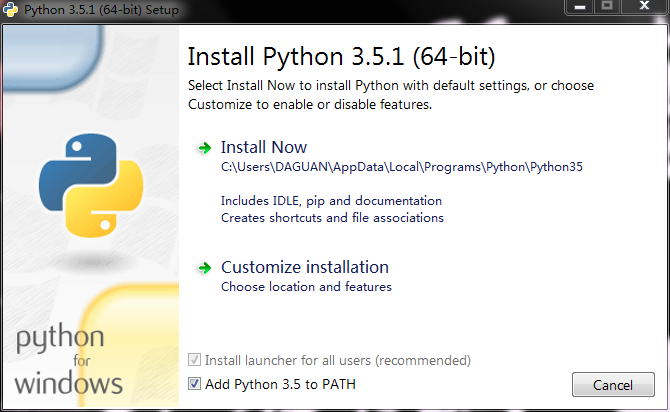 Python 3.5.1 (64-bit) Setup
Install Python 3.5.1 (64-bit)
Select Install Now to install Python with default settings, or choose
Customize to enable or disable features.
Install Now
C:\Users\DAGUAN\AppData\Local\Programs\Python\Python35
Includes IDLE, pip and documentation
Creates shortcuts and file associations
Customize installation
Choose location and features
python
for
windows
Install launcher for all users (recommended)
Add Python 3.5 to PATH
Cancel